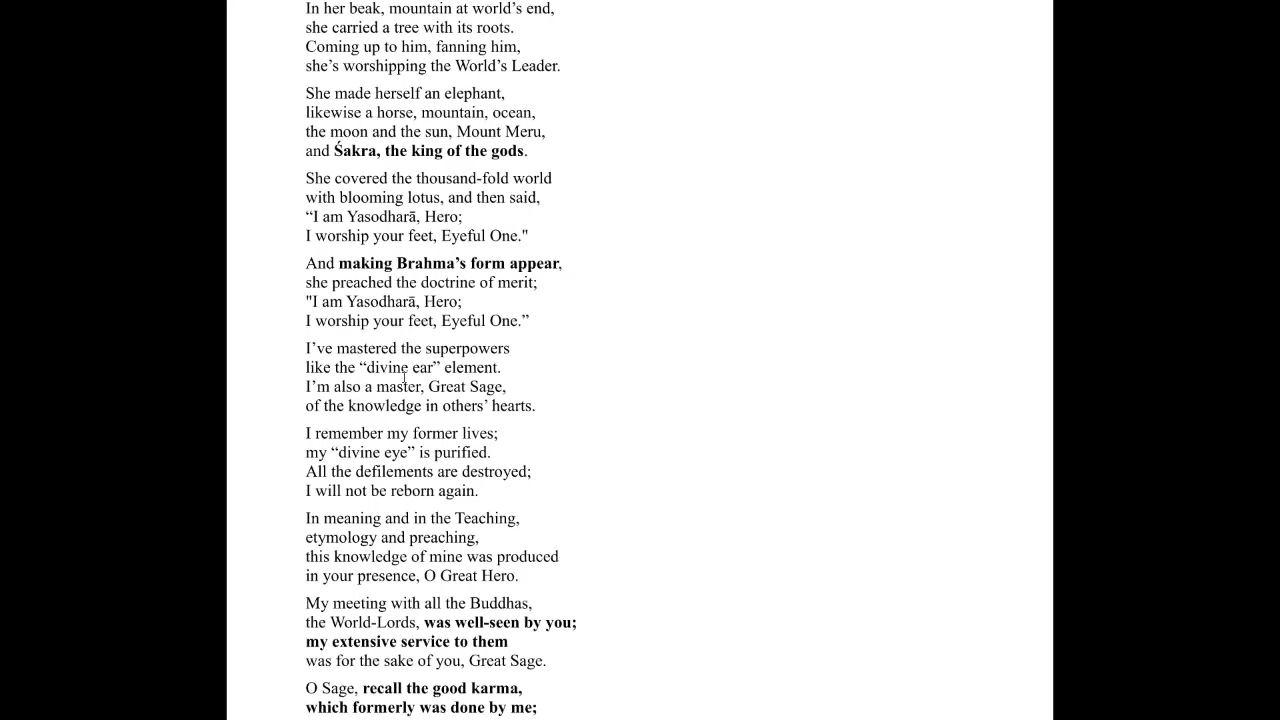 In her beak, mountain at world’s end,
she carried a tree with its roots.
Coming up to him, fanning him,
she’s worshipping the World’s Leader.
She made herself an elephant,
likewise a horse, mountain, ocean,
the moon and the sun, Mount Meru,
and Śakra, the king of the gods.
She covered the thousand-fold world
with blooming lotus, and then said,
“I am Yasodharā, Hero;
I worship your feet, Eyeful One."
And making Brahma’s form appear,
she preached the doctrine of merit;
"I am Yasodharā, Hero;
I worship your feet, Eyeful One.”
I’ve mastered the superpowers
like the “divine ear” element.
I’m also a master, Great Sage,
of the knowledge in others’ hearts.
I remember my former lives;
my “divine eye” is purified.
All the defilements are destroyed;
I will not be reborn again.
In meaning and in the Teaching,
etymology and preaching,
this knowledge of mine was produced
in your presence, O Great Hero.
My meeting with all the Buddhas,
the World-Lords, was well-seen by you;
my extensive service to them
was for the sake of you, Great Sage.
O Sage, recall the good karma,
which formerly was done by me;